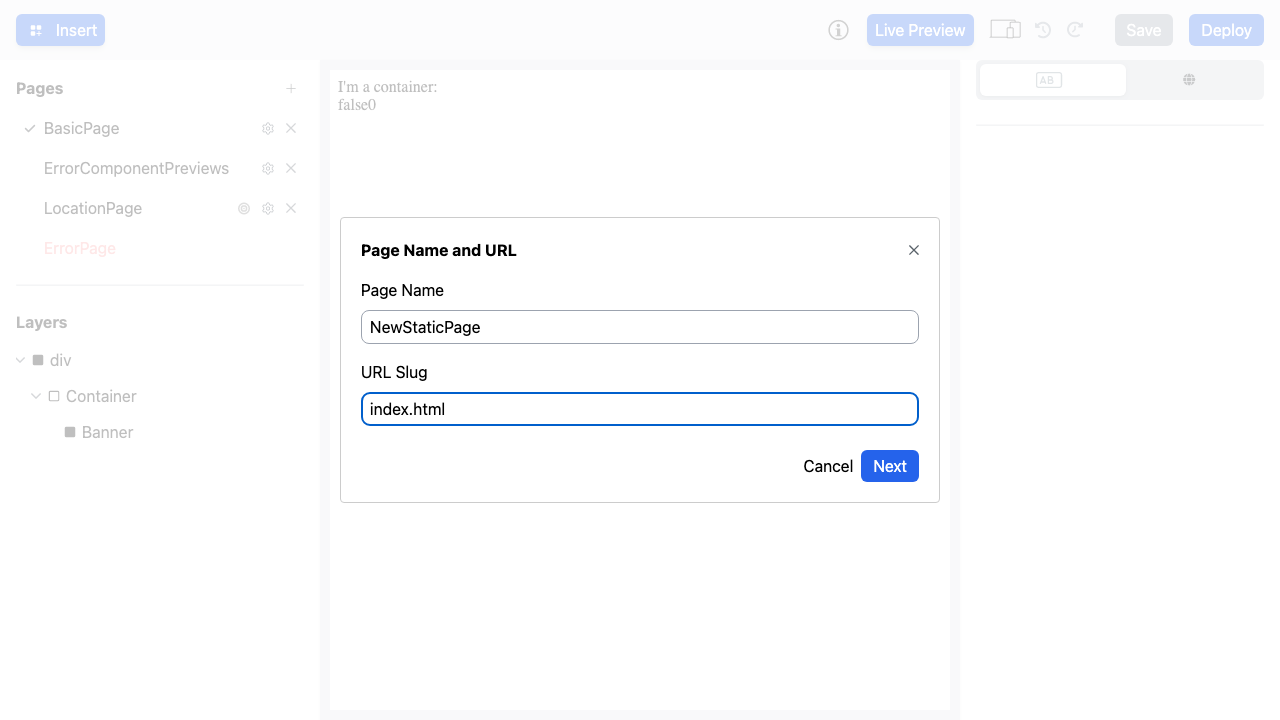 Insert
Live Preview
Save
Deploy
Pages
BasicPage
ErrorComponentPreviews
LocationPage
ErrorPage
Layers
div
Container
Banner
I'm a container:
false0
AB
Page Name and URL
Page Name
NewStaticPage
URL Slug
index.html
Cancel
Next